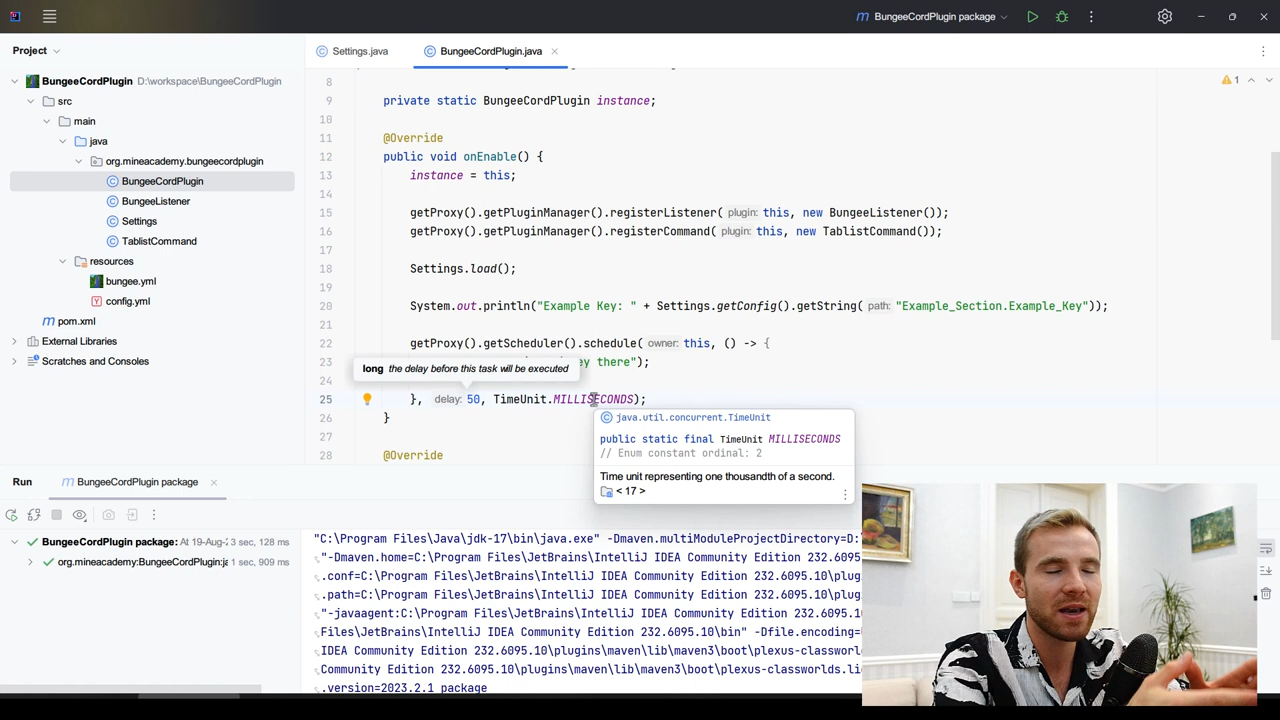 BungeeCordPlugin package
Project
Settings.java
BungeeCordPlugin.java
BungeeCordPlugin D:\workspace\BungeeCordPlugin
src
main
java
org.mineacademy.bungeecordplugin
BungeeCordPlugin
BungeeListener
Settings
TablistCommand
resources
bungee.yml
config.yml
pom.xml
External Libraries
Scratches and Consoles
1
8
9 private static BungeeCordPlugin instance;
10
11 @Override
12 public void onEnable() {
13 instance = this;
14
15 getProxy().getPluginManager().registerListener( plugin: this, new BungeeListener());
16 getProxy().getPluginManager().registerCommand( plugin: this, new TablistCommand());
17
18 Settings.load();
19
20 System.out.println("Example Key: " + Settings.getConfig().getString( path: "Example_Section.Example_Key"));
21
22 getProxy().getScheduler().schedule( owner: this, () -> {
23 there");
long the delay before this task will be executed
24
25 }, delay: 50, TimeUnit.MILLISECONDS);
26 }
27
28 @Override
java.util.concurrent.TimeUnit
public static final TimeUnit MILLISECONDS
// Enum constant ordinal: 2
Time unit representing one thousandth of a second.
< 17 >
Run BungeeCordPlugin package
BungeeCordPlugin package: At 19-Aug-2 3 sec, 128 ms
org.mineacademy:BungeeCordPlugin:ja 1 sec, 909 ms
"C:\Program Files\Java\jdk-17\bin\java.exe" -Dmaven.multiModuleProjectDirectory=D:
"-Dmaven.home=C:\Program Files\JetBrains\IntelliJ IDEA Community Edition 232.6095
.conf=C:\Program Files\JetBrains\IntelliJ IDEA Community Edition 232.6095.10\plug
.path=C:\Program Files\JetBrains\IntelliJ IDEA Community Edition 232.6095.10\plug
"-javaagent:C:\Program Files\JetBrains\IntelliJ IDEA Community Edition 232.6095.1
Files\JetBrains\IntelliJ IDEA Community Edition 232.6095.10\bin" -Dfile.encoding=
IDEA Community Edition 232.6095.10\plugins\maven\lib\maven3\boot\plexus-classworlds
Community Edition 232.6095.10\plugins\maven\lib\maven3\boot\plexus-classworlds.li
.version=2023.2.1 package